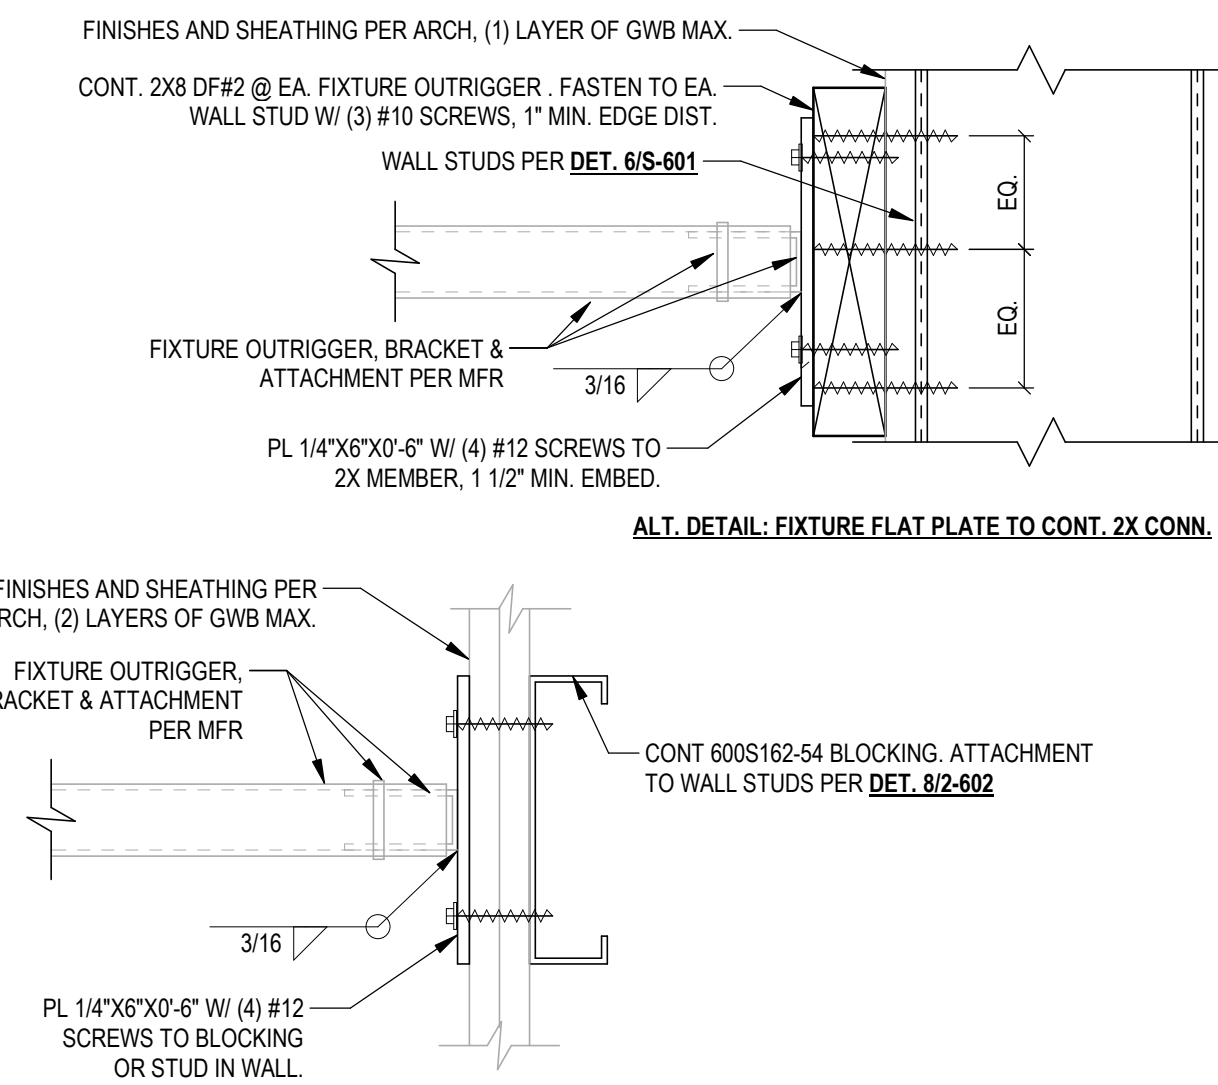 FINISHES AND SHEATHING PER ARCH, (1) LAYER OF GWB MAX.
CONT. 2X8 DF#2 @ EA. FIXTURE OUTRIGGER . FASTEN TO EA.
WALL STUD W/ (3) #10 SCREWS, 1" MIN. EDGE DIST.
WALL STUDS PER DET. 6/S-601
EQ.
EQ.
FIXTURE OUTRIGGER, BRACKET &
ATTACHMENT PER MFR
3/16
PL 1/4"X6"X0'-6" W/ (4) #12 SCREWS TO
2X MEMBER, 1 1/2" MIN. EMBED.
ALT. DETAIL: FIXTURE FLAT PLATE TO CONT. 2X CONN.
FINISHES AND SHEATHING PER
RCH, (2) LAYERS OF GWB MAX.
FIXTURE OUTRIGGER,
RACKET & ATTACHMENT
PER MFR
CONT 600S162-54 BLOCKING. ATTACHMENT
TO WALL STUDS PER DET. 8/2-602
3/16
PL 1/4"X6"X0'-6" W/ (4) #12
SCREWS TO BLOCKING
OR STUD IN WALL.